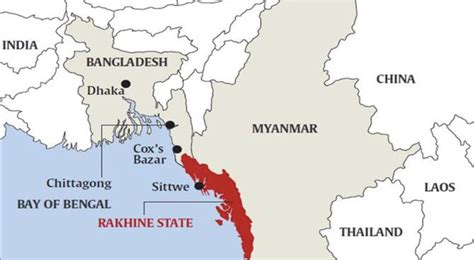 INDIA
BANGLADESH
Dhaka
CHINA
MYANMAR
Cox's
Bazar
Chittagong
Sittwe
LAOS
BAY OF BENGAL
RAKHINE STATE
THAILAND